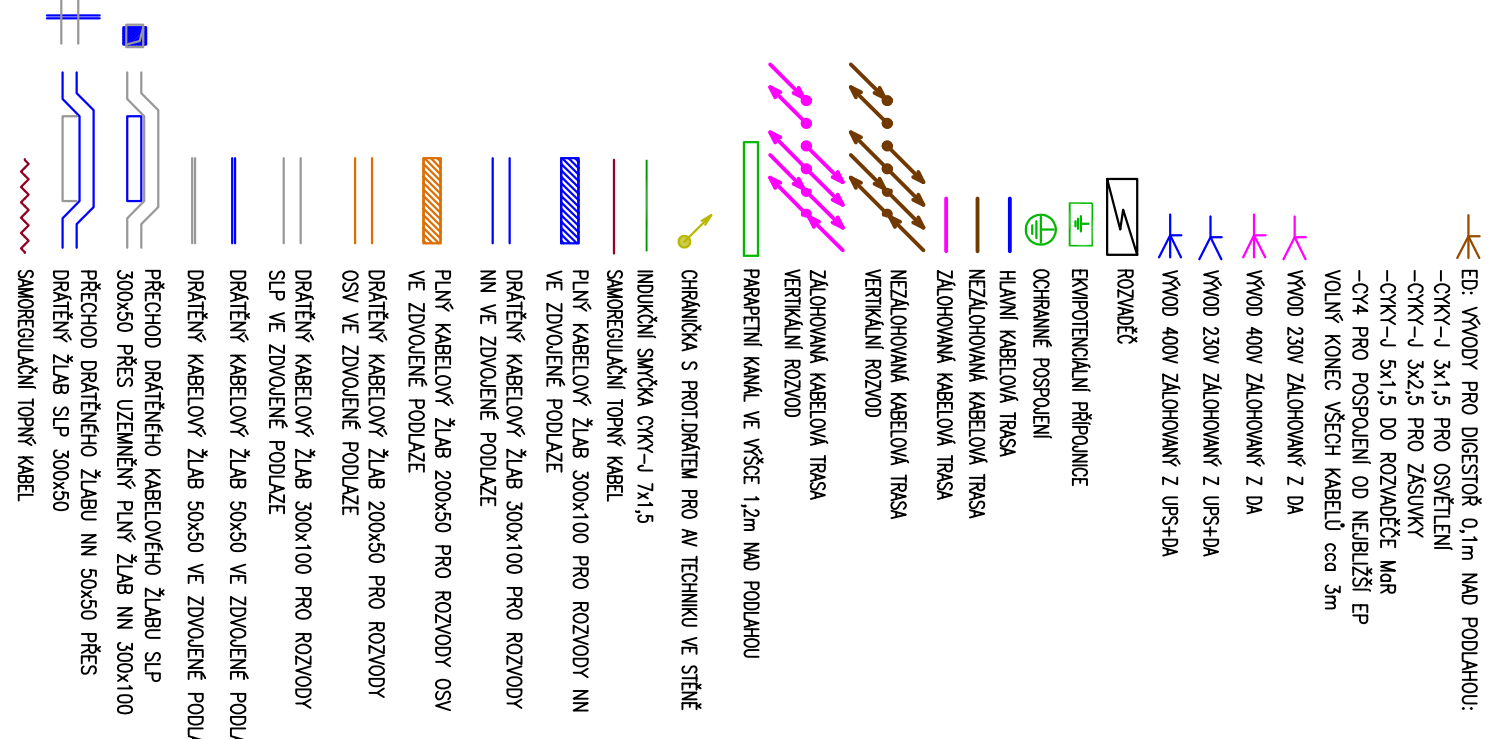 ED: VÝVODY PRO DIGESTOŘ 0,1m NAD PODLAHOU:
–CYKY–J 3x1,5 PRO OSVĚTLENÍ
–CYKY–J 3x2,5 PRO ZÁSUVKY
–CYKY–J 5x1,5 DO ROZVADĚČE MaR
–CY4 PRO POSPOJENÍ OD NEJBLIŽŠÍ EP
VOLNÝ KONEC VŠECH KABELŮ cca 3m
VÝVOD 230V ZÁLOHOVANÝ Z DA
VÝVOD 400V ZÁLOHOVANÝ Z DA
VÝVOD 230V ZÁLOHOVANÝ Z UPS+DA
VÝVOD 400V ZÁLOHOVANÝ Z UPS+DA
ROZVADĚČ
EKVIPOTENCIÁLNÍ PŘÍPOJNICE
OCHRANNÉ POSPOJENÍ
HLAVNÍ KABELOVÁ TRASA
NEZÁLOHOVANÁ KABELOVÁ TRASA
ZÁLOHOVANÁ KABELOVÁ TRASA
NEZÁLOHOVANÁ KABELOVÁ TRASA
VERTIKÁLNÍ ROZVOD
ZÁLOHOVANÁ KABELOVÁ TRASA
VERTIKÁLNÍ ROZVOD
PARAPETNÍ KANÁL VE VÝŠCE 1,2m NAD PODLAHOU
CHRÁNIČKA S PROT.DRÁTEM PRO AV TECHNIKU VE STĚNĚ
INDUKČNÍ SMYČKA CYKY–J 7x1,5
SAMOREGULAČNÍ TOPNÝ KABEL
PLNÝ KABELOVÝ ŽLAB 300x100 PRO ROZVODY NN
VE ZDVOJENÉ PODLAZE
DRÁTĚNÝ KABELOVÝ ŽLAB 300x100 PRO ROZVODY
NN VE ZDVOJENÉ PODLAZE
PLNÝ KABELOVÝ ŽLAB 200x50 PRO ROZVODY OSV
VE ZDVOJENÉ PODLAZE
DRÁTĚNÝ KABELOVÝ ŽLAB 200x50 PRO ROZVODY
OSV VE ZDVOJENÉ PODLAZE
DRÁTĚNÝ KABELOVÝ ŽLAB 300x100 PRO ROZVODY
SLP VE ZDVOJENÉ PODLAZE
DRÁTĚNÝ KABELOVÝ ŽLAB 50x50 VE ZDVOJENÉ PODLA
DRÁTĚNÝ KABELOVÝ ŽLAB 50x50 VE ZDVOJENÉ PODLA
PŘECHOD DRÁTĚNÉHO KABELOVÉHO ŽLABU SLP
300x50 PŘES UZEMNĚNÝ PLNÝ ŽLAB NN 300x100
PŘECHOD DRÁTĚNÉHO ŽLABU NN 50x50 PŘES
DRÁTĚNÝ ŽLAB SLP 300x50
SAMOREGULAČNÍ TOPNÝ KABEL